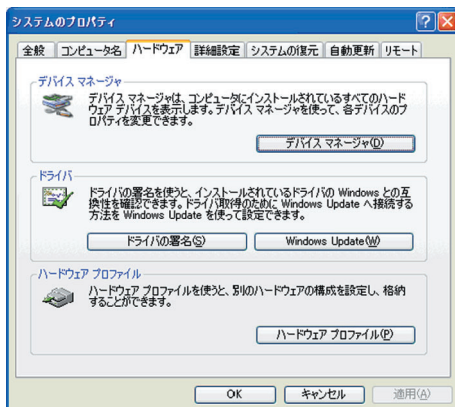 システムのプロパティ
全般 コンピュータ名 ハードウェア 詳細設定 システムの復元 自動更新 リモート
デバイス マネージャ
デバイス マネージャは、コンピュータにインストールされているすべてのハード
ウェア デバイスを表示します。デバイス マネージャを使って、各デバイスのプ
ロパティを変更できます。
デバイス マネージャ(D)
ドライバ
ドライバの署名を使うと、インストールされているドライバの Windows との互
換性を確認できます。ドライバ取得のために Windows Update へ接続する
方法を Windows Update を使って設定できます。
ドライバの署名(S) Windows Update(W)
ハードウェア プロファイル
ハードウェア プロファイルを使うと、別のハードウェアの構成を設定し、格納
することができます。
ハードウェア プロファイル(P)
OK キャンセル 適用(A)